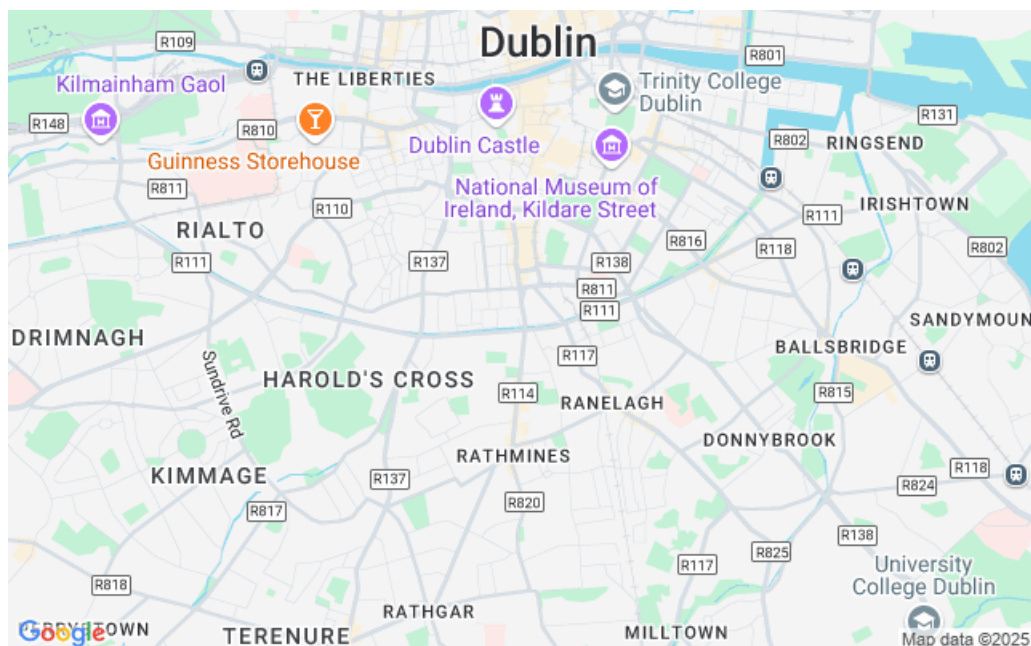 Dublin
R109
R801
Kilmainham Gaol
THE LIBERTIES
Trinity College
Dublin
R148
R810
R131
Guinness Storehouse
Dublin Castle
R802
RINGSEND
R811
National Museum of
Ireland, Kildare Street
IRISHTOWN
R110
R111
RIALTO
R816
R118
R802
R111
R137
R138
R811
R111
SANDYMOUN
DRIMNAGH
BALLSBRIDGE
R117
Sundrive Rd
HAROLD'S CROSS
R114
RANELAGH
R815
DONNYBROOK
RATHMINES
KIMMAGE
R137
R118
R824
R817
R820
R138
R825
R117
University
College Dublin
R818
RATHGAR
Google
TERENURE
MILLTOWN
Map data ©2025